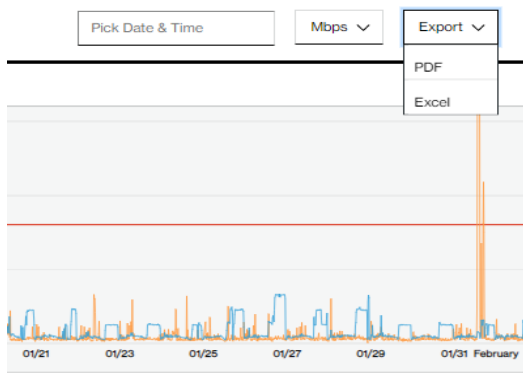 Pick Date & Time
Mbps
Export
PDF
Excel
01/21 01/23 01/25 01/27 01/29 01/31 February